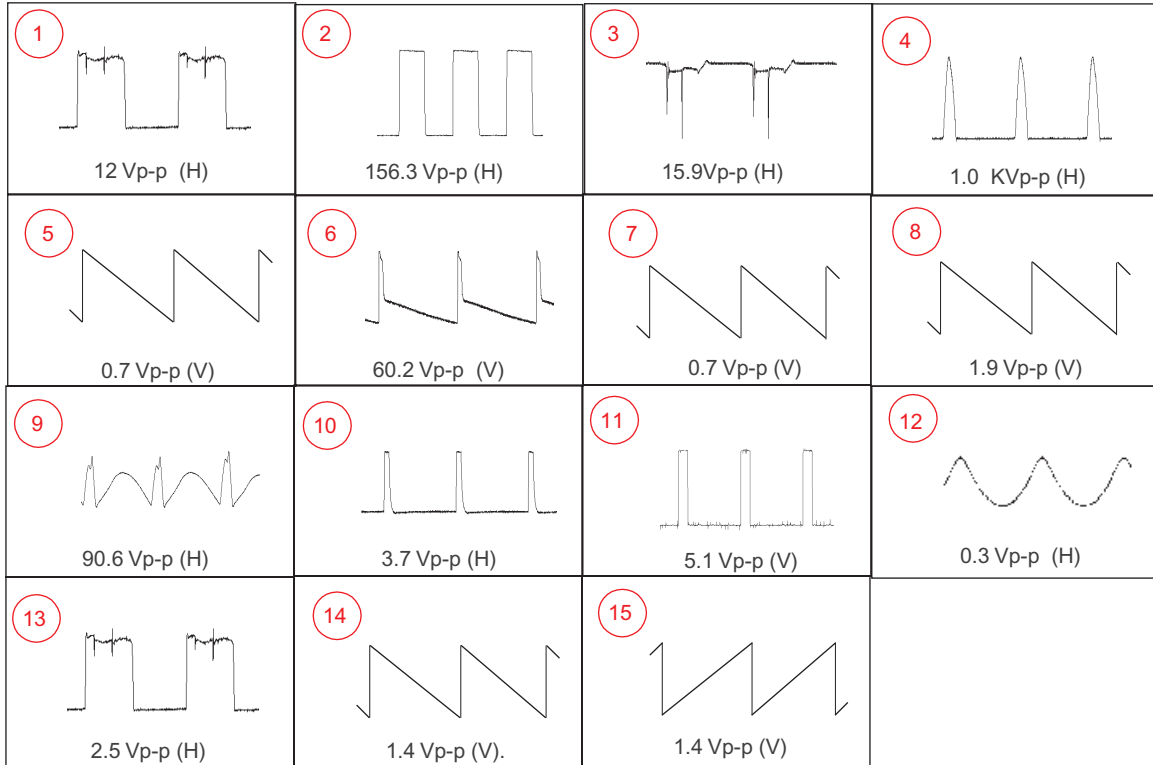 1
12 Vp-p (H)
2
156.3 Vp-p (H)
3
15.9Vp-p (H)
4
1.0 KVp-p (H)
5
0.7 Vp-p (V)
6
60.2 Vp-p (V)
7
0.7 Vp-p (V)
8
1.9 Vp-p (V)
9
90.6 Vp-p (H)
10
3.7 Vp-p (H)
11
5.1 Vp-p (V)
12
0.3 Vp-p (H)
13
2.5 Vp-p (H)
14
1.4 Vp-p (V).
15
1.4 Vp-p (V)